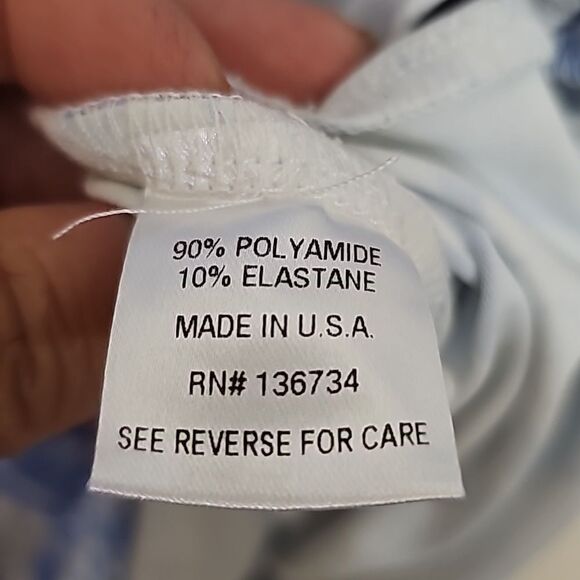 90% POLYAMIDE
10% ELASTANE
MADE IN U.S.A.
RN# 136734
SEE REVERSE FOR CARE